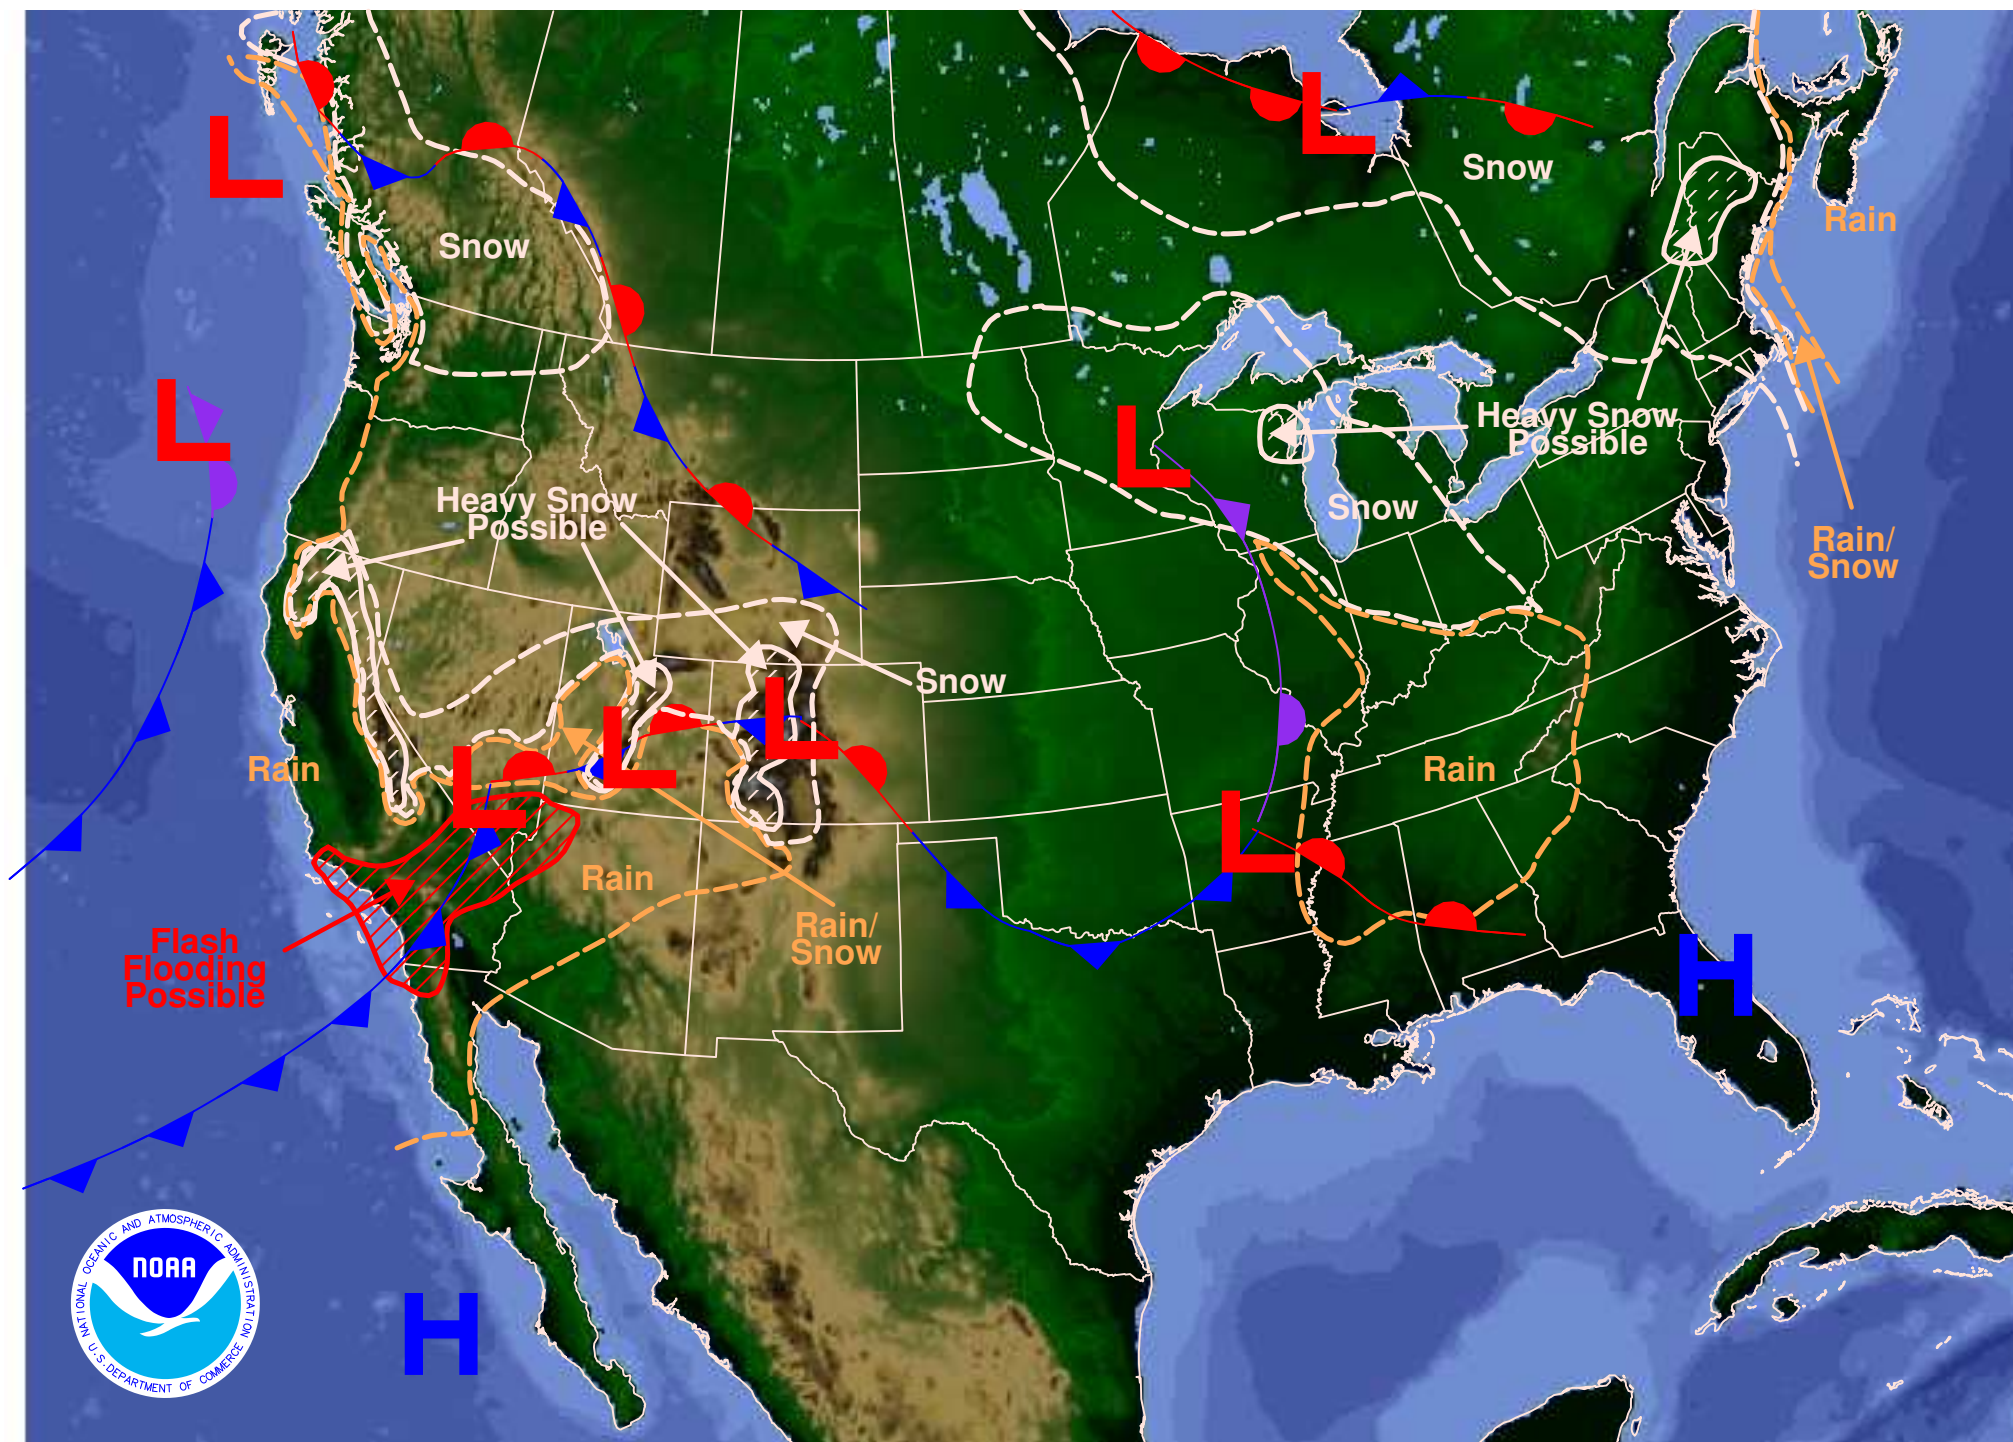 L
Snow
Snow
L
Rain
Snow
L
L
Heavy Snow
Possible
Heavy Snow
Possible
Snow
Rain/
Snow
Snow
L
L
L
Rain
Rain
L
Rain
Rain/
Snow
Flash
Flooding
Possible
H
H
NATIONAL OCEANIC AND ATMOSPHERIC ADMINISTRATION
NOAA
U.S. DEPARTMENT OF COMMERCE